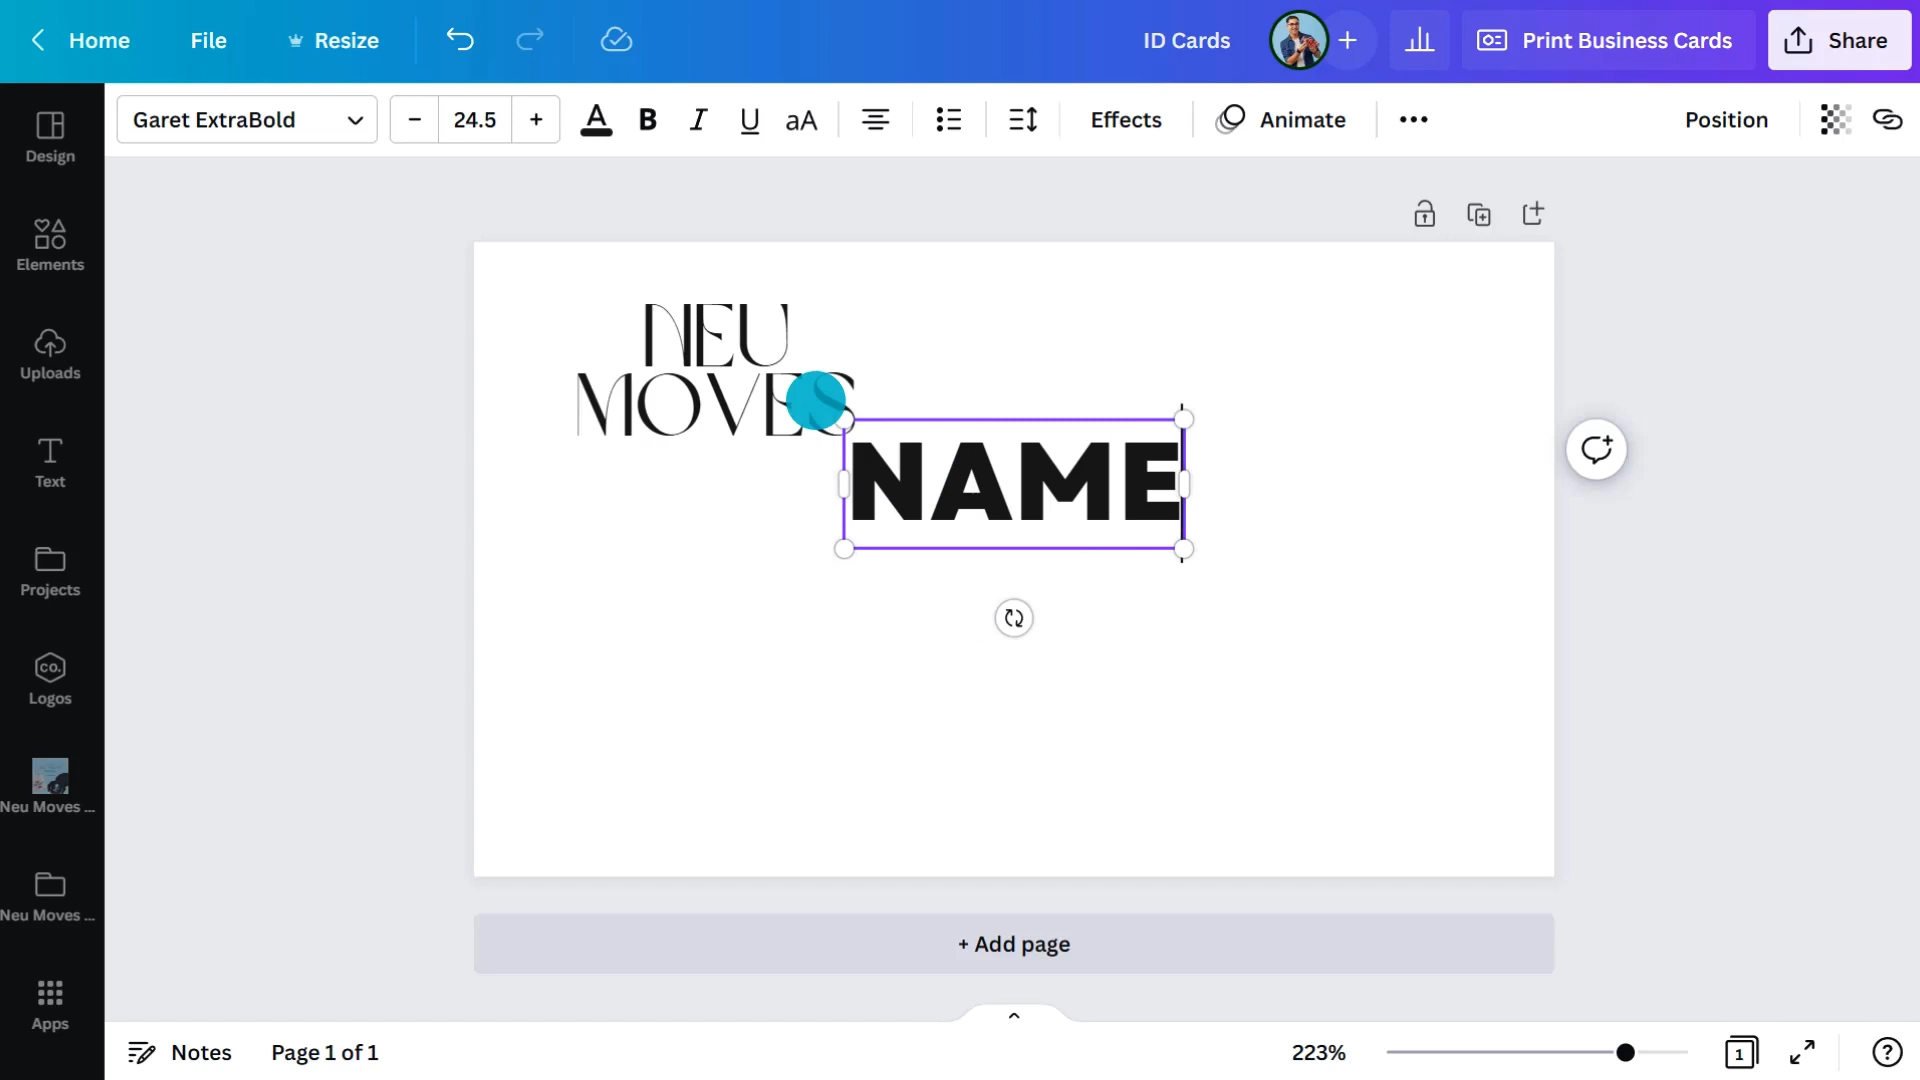 Home File Resize ID Cards + Print Business Cards Share
Garet ExtraBold - 24.5 + A B I U aA Effects Animate ... Position
Design
Elements
Uploads
Text
Projects
CO.
Logos
Neu Moves ...
Neu Moves ...
Apps
NEU
MOVES
NAME
+ Add page
Notes Page 1 of 1 223% 1 ?